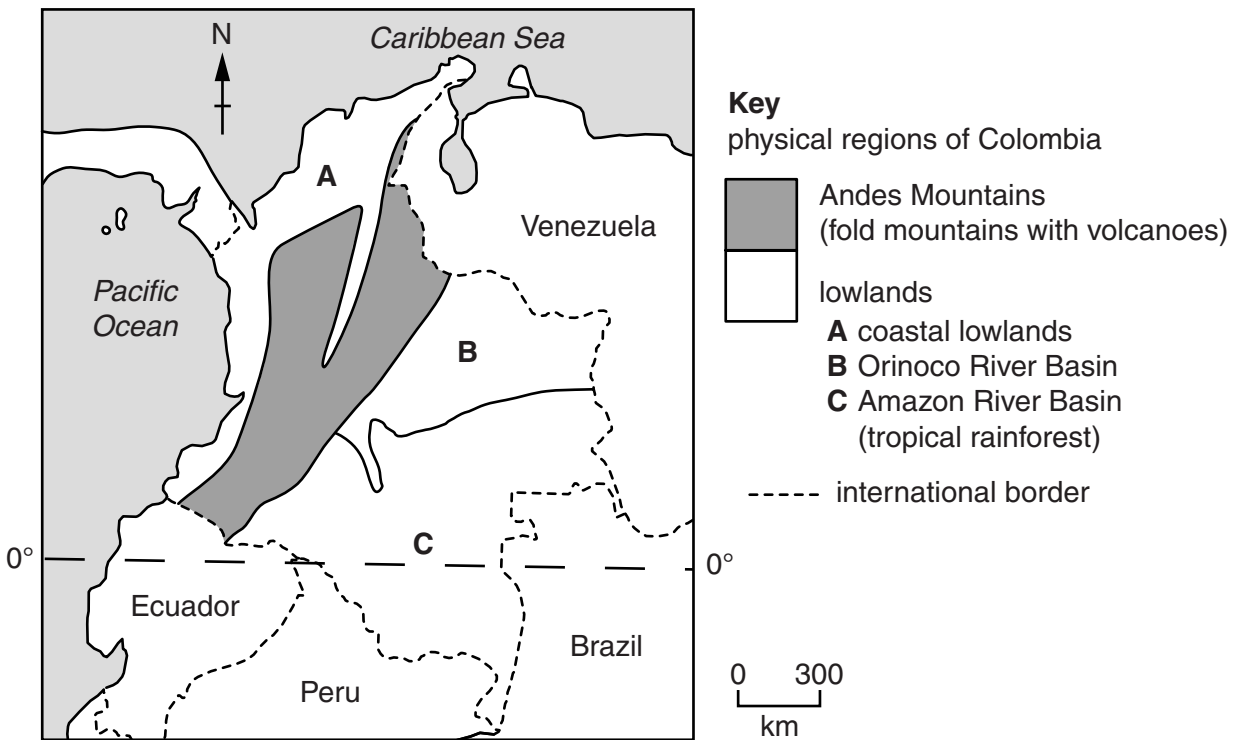 N
Caribbean Sea
A
Venezuela
Pacific
Ocean
B
C
0°
0°
Ecuador
Brazil
Peru
Key
physical regions of Colombia
Andes Mountains
(fold mountains with volcanoes)
lowlands
A coastal lowlands
B Orinoco River Basin
C Amazon River Basin
(tropical rainforest)
international border
0 300
km